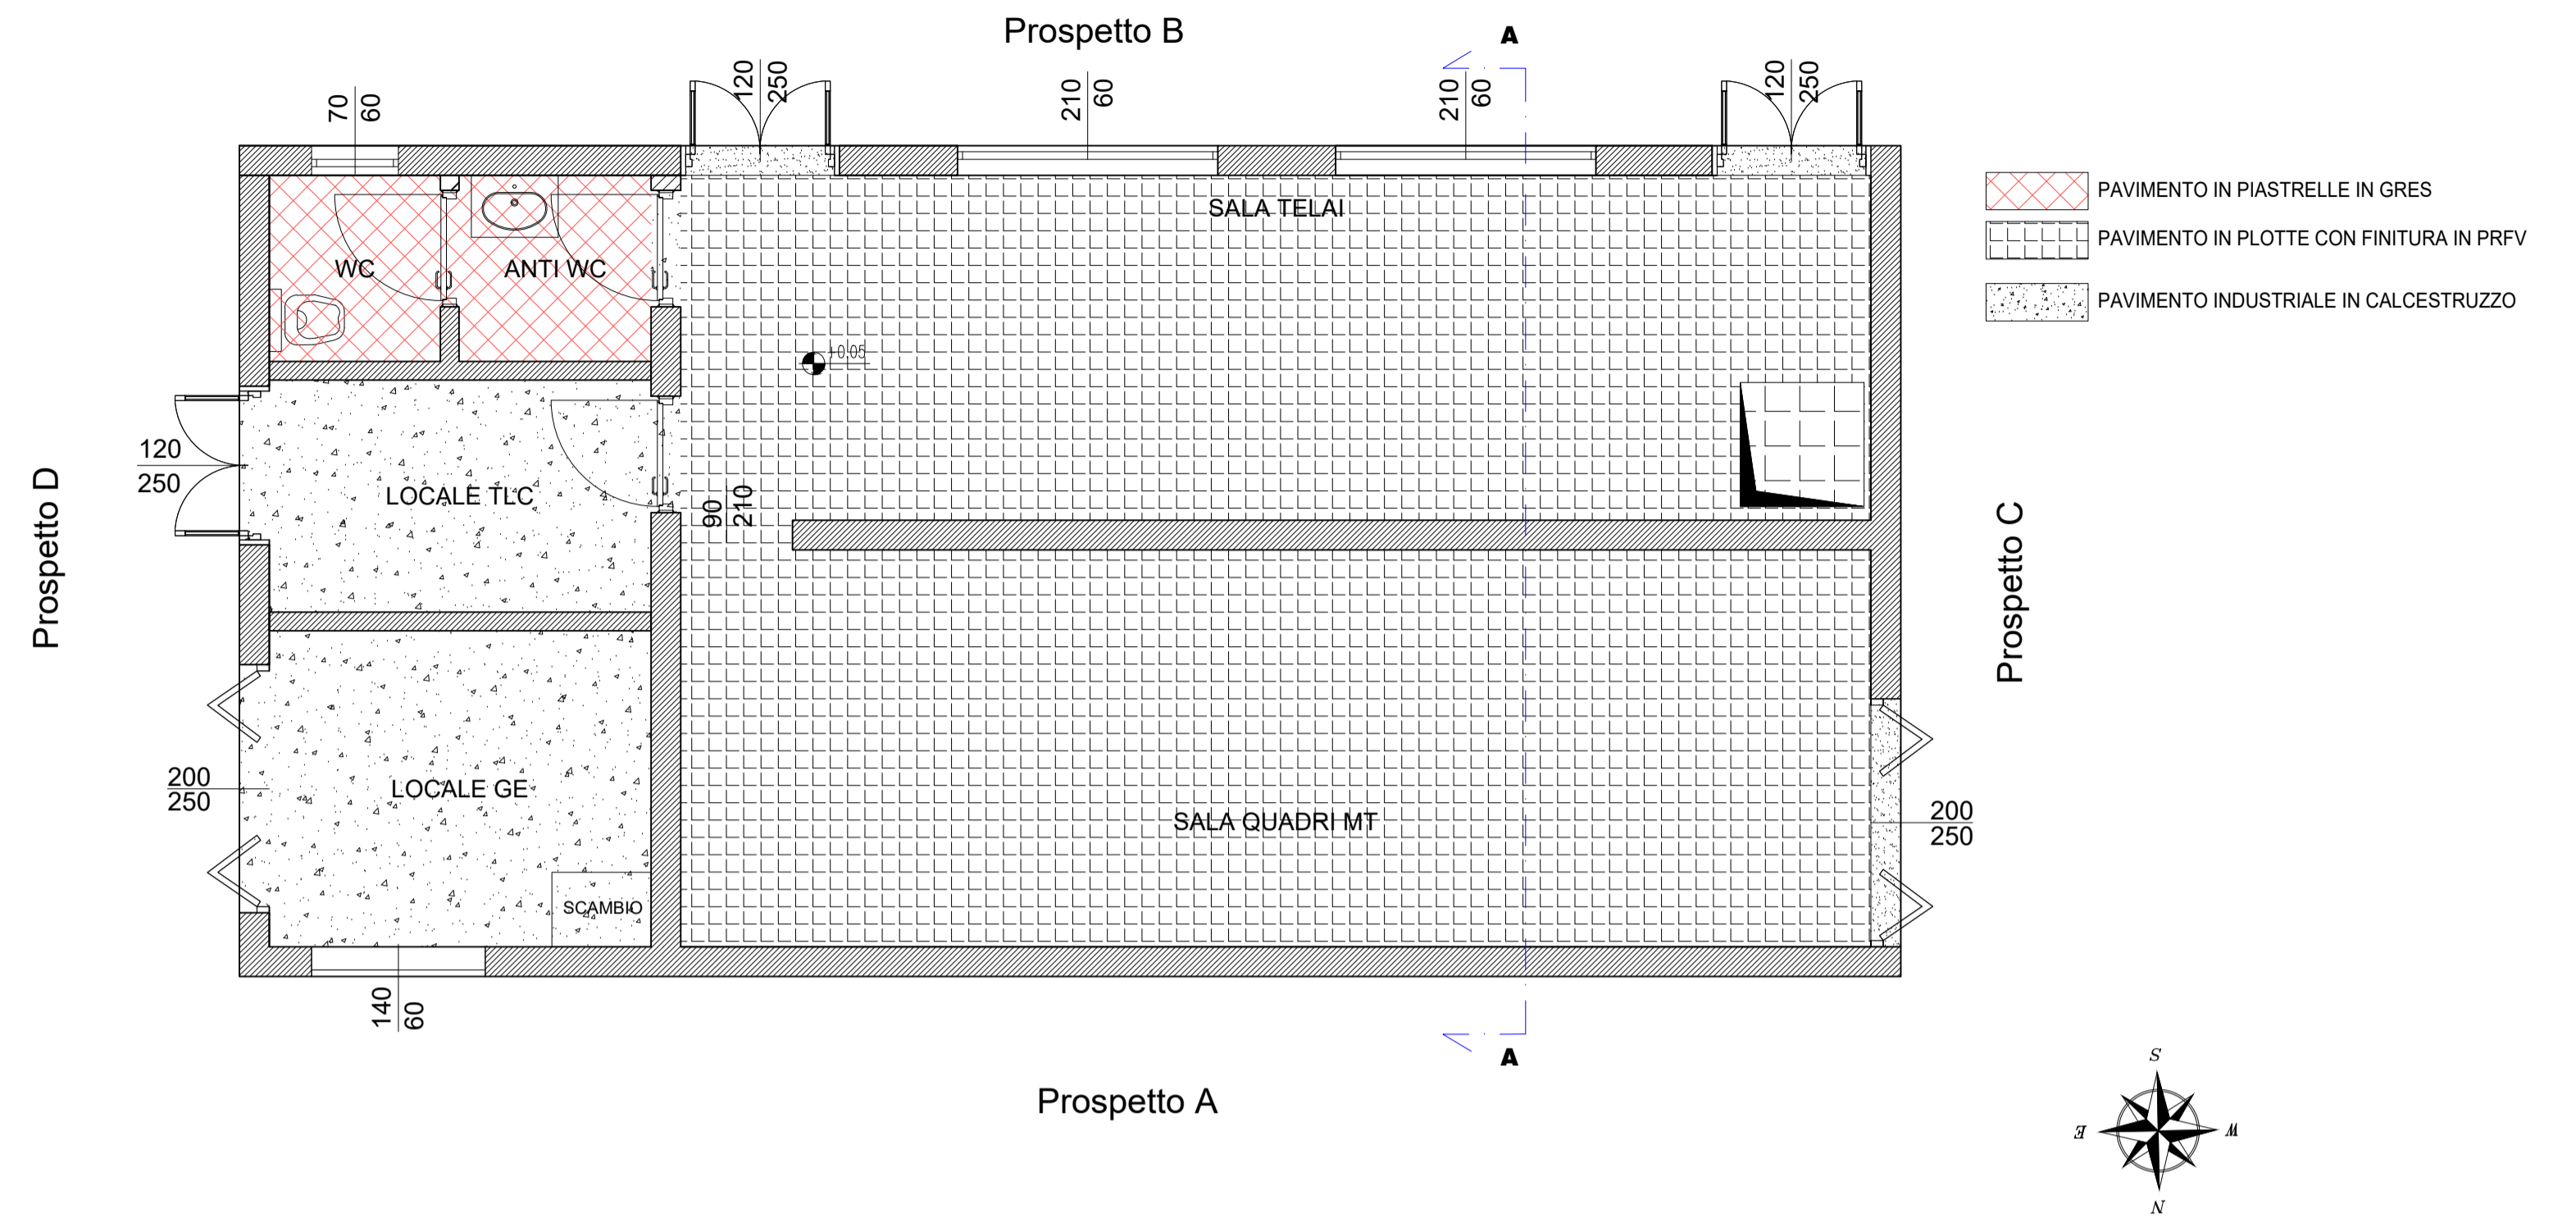 Prospetto B
A
120
250
210
60
210
60
120
250
70
60
PAVIMENTO IN PIASTRELLE IN GRES
PAVIMENTO IN PLOTTE CON FINITURA IN PRFV
PAVIMENTO INDUSTRIALE IN CALCESTRUZZO
SALA TELAI
WC
ANTI WC
+0.05
120
250
LOCALE TLC
90
210
Prospetto D
Prospetto C
200
250
LOCALE GE
SALA QUADRI MT
200
250
SCAMBIO
140
60
A
Prospetto A
S
E
W
N